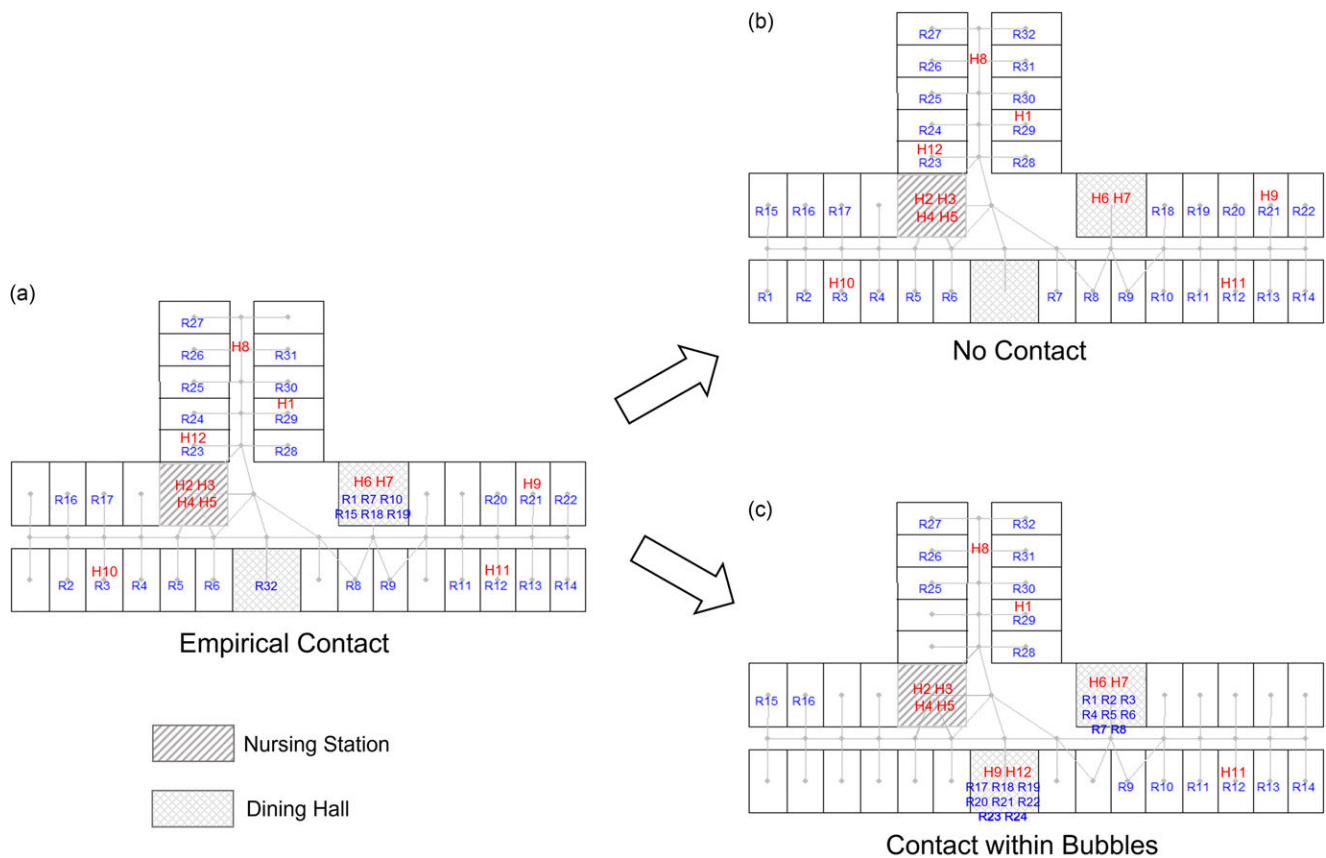 (b)
R27 R32
H8
R26 R31
R25 R30
H1
R24 R29
H12
R23 R28
H2 H3
H4 H5
H6 H7
H9
R15 R16 R17 R18 R19 R20 R21 R22
H10 H11
R1 R2 R3 R4 R5 R6 R7 R8 R9 R10 R11 R12 R13 R14
No Contact
(a)
R27
H8
R26 R31
R25 R30
H1
R24 R29
H12
R23 R28
H2 H3
H4 H5
H6 H7
R1 R7 R10
R15 R18 R19
H9
R16 R17 R20 R21 R22
H10 H11
R2 R3 R4 R5 R6 R32 R8 R9 R11 R12 R13 R14
Empirical Contact
Nursing Station
Dining Hall
(c)
R27 R32
H8
R26 R31
R25 R30
H1
R29
R28
H2 H3
H4 H5
H6 H7
R1 R2 R3
R4 R5 R6
R7 R8
R15 R16
H9 H12
R17 R18 R19
R20 R21 R22
R23 R24
H11
R9 R10 R11 R12 R13 R14
Contact within Bubbles